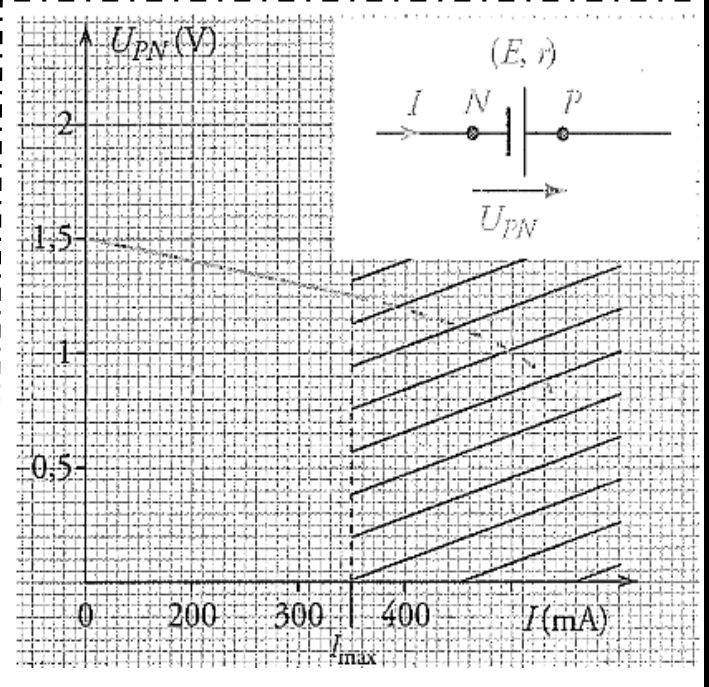 U_PN (V)
(E, r)
I N P
U_PN
2
1,5
1
0,5
0 200 300 400 I (mA)
I_max